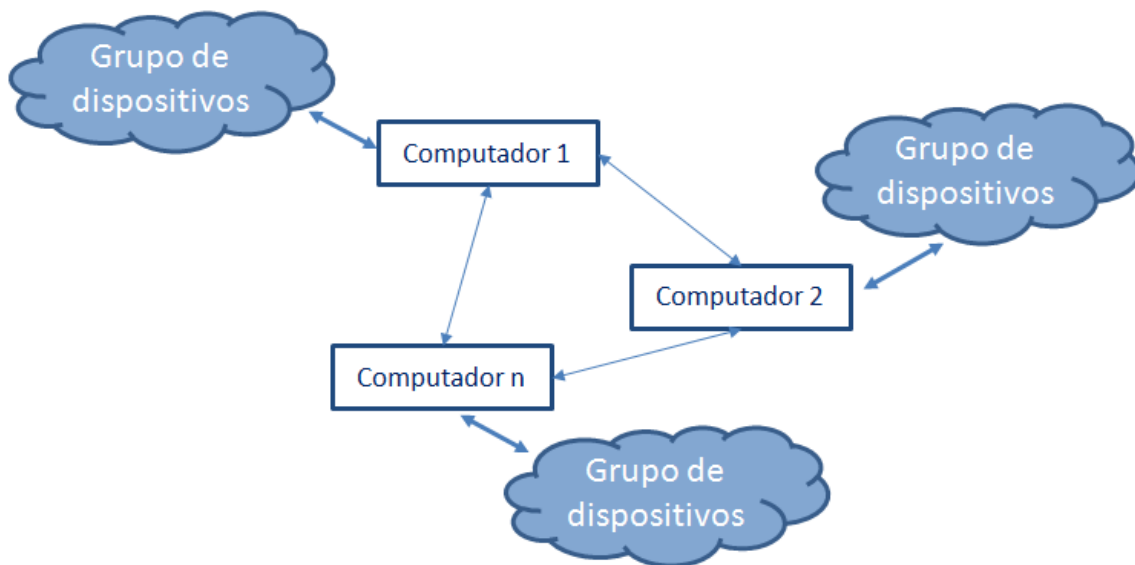 Grupo de
dispositivos
Computador 1
Grupo de
dispositivos
Computador 2
Computador n
Grupo de
dispositivos